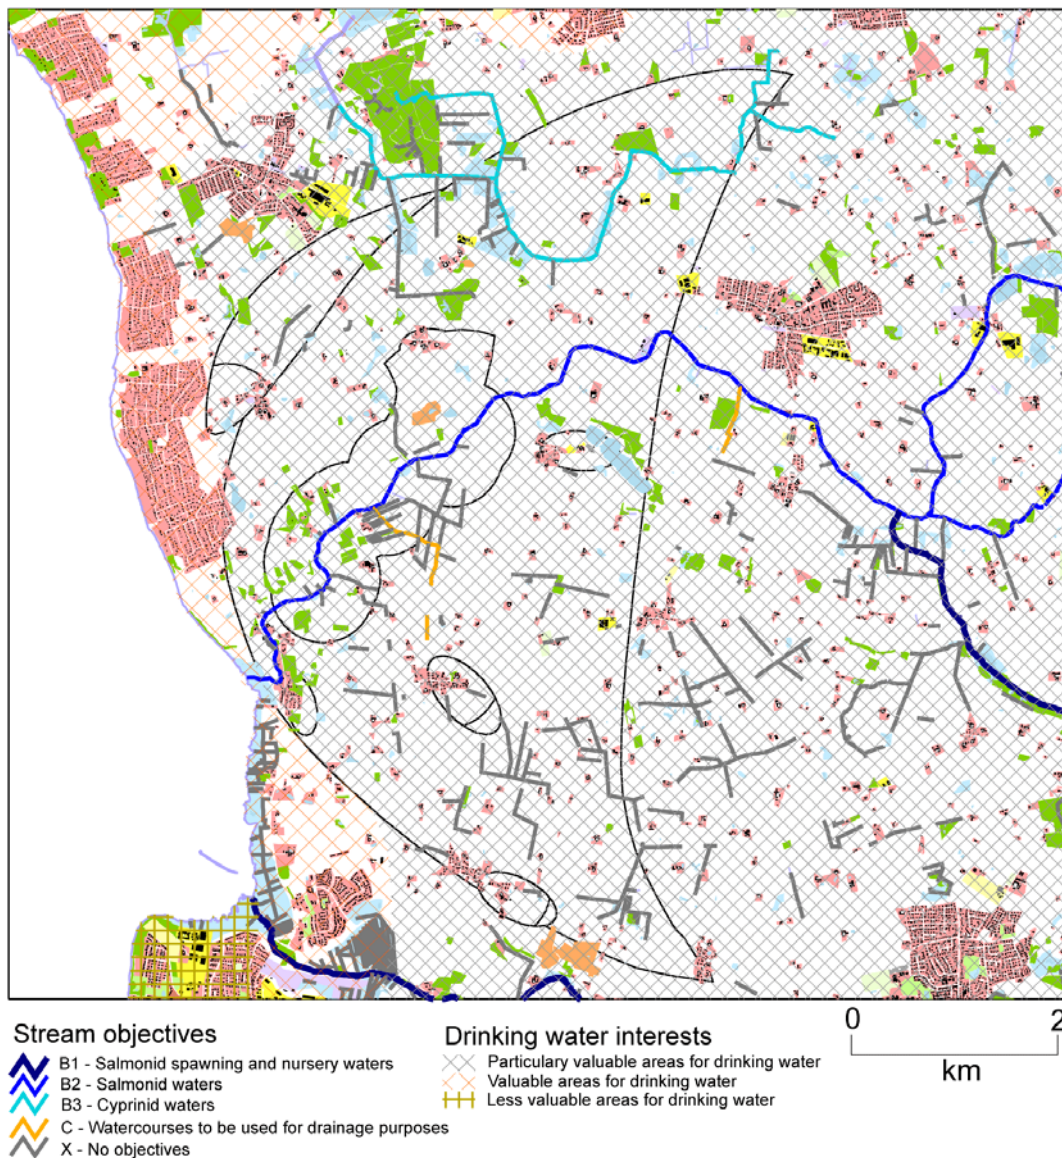 0 2
km
Stream objectives
B1 - Salmonid spawning and nursery waters
B2 - Salmonid waters
B3 - Cyprinid waters
C - Watercourses to be used for drainage purposes
X - No objectives
Drinking water interests
Particulary valuable areas for drinking water
Valuable areas for drinking water
Less valuable areas for drinking water